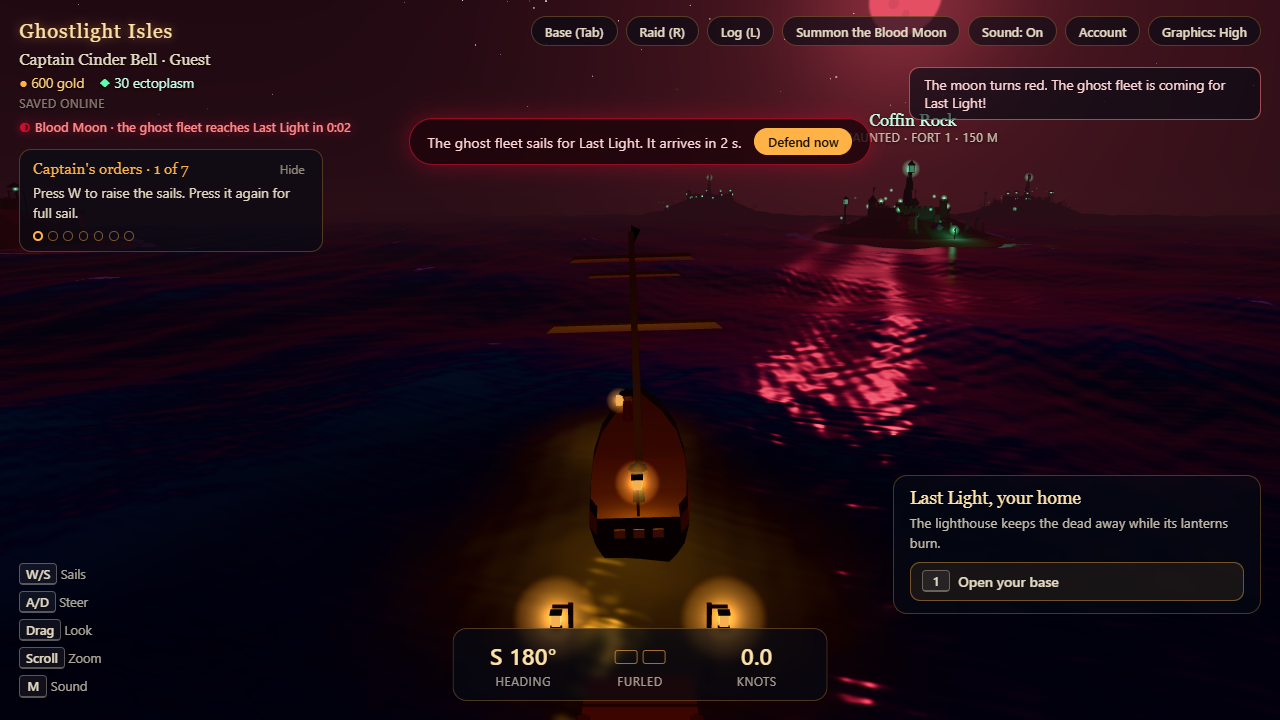 Ghostlight Isles
Captain Cinder Bell · Guest
600 gold 30 ectoplasm
SAVED ONLINE
Blood Moon · the ghost fleet reaches Last Light in 0:02
Captain's orders · 1 of 7 Hide
Press W to raise the sails. Press it again for
full sail.
Base (Tab) Raid (R) Log (L) Summon the Blood Moon Sound: On Account Graphics: High
The moon turns red. The ghost fleet is coming for
Last Light!
The ghost fleet sails for Last Light. It arrives in 2 s. Defend now
Coffin Rock
FORT 1 · 150 M
Last Light, your home
The lighthouse keeps the dead away while its lanterns
burn.
1 Open your base
W/S Sails
A/D Steer
Drag Look
Scroll Zoom
M Sound
S 180° 0.0
HEADING FURLED KNOTS